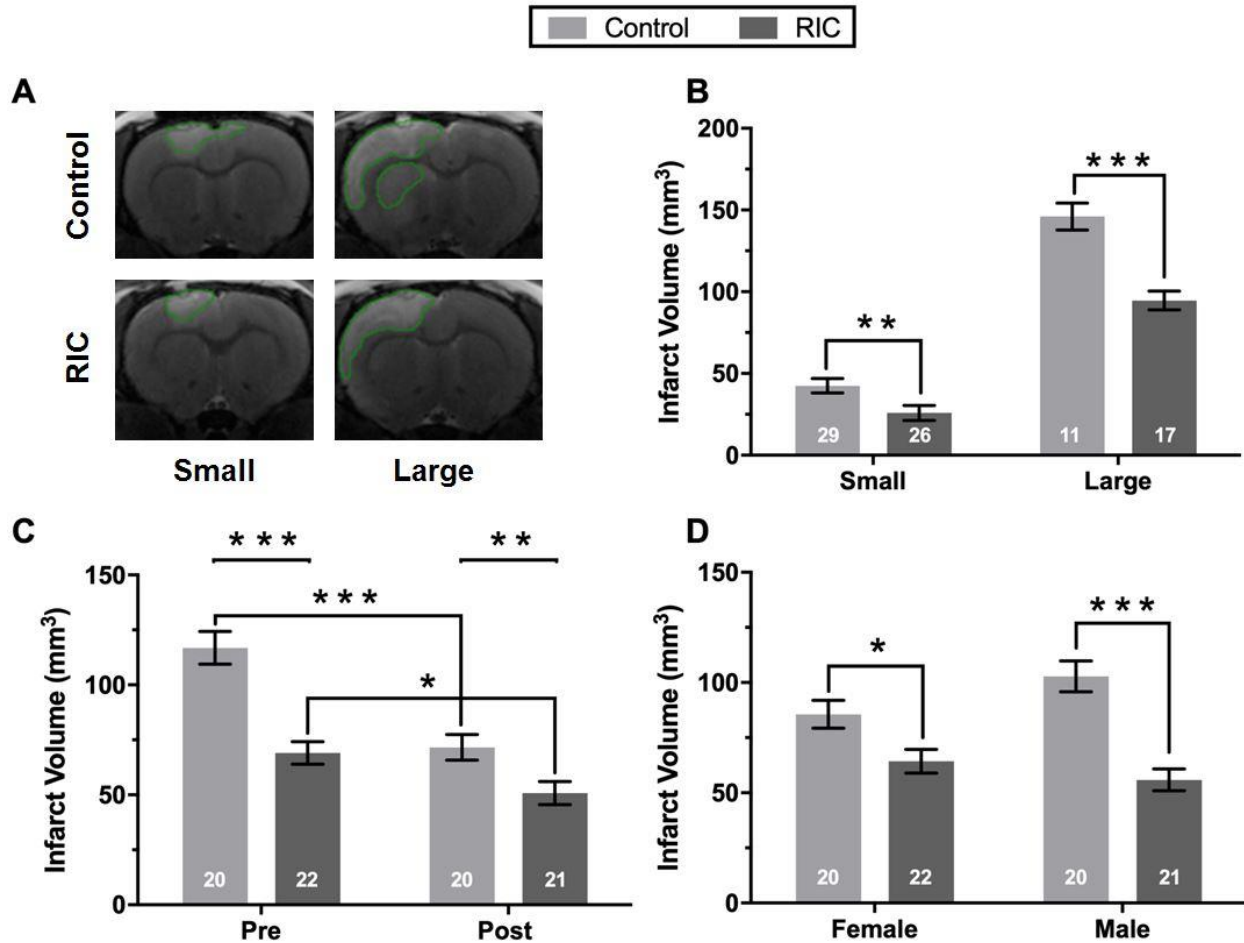 Control RIC
A
Control
RIC
Small Large
B
Infarct Volume (mm³)
200
150
100
50
0
**
***
29 26 11 17
Small Large
C
Infarct Volume (mm³)
150
100
50
0
*** **
***
*
20 22 20 21
Pre Post
D
Infarct Volume (mm³)
150
100
50
0
*
***
20 22 20 21
Female Male